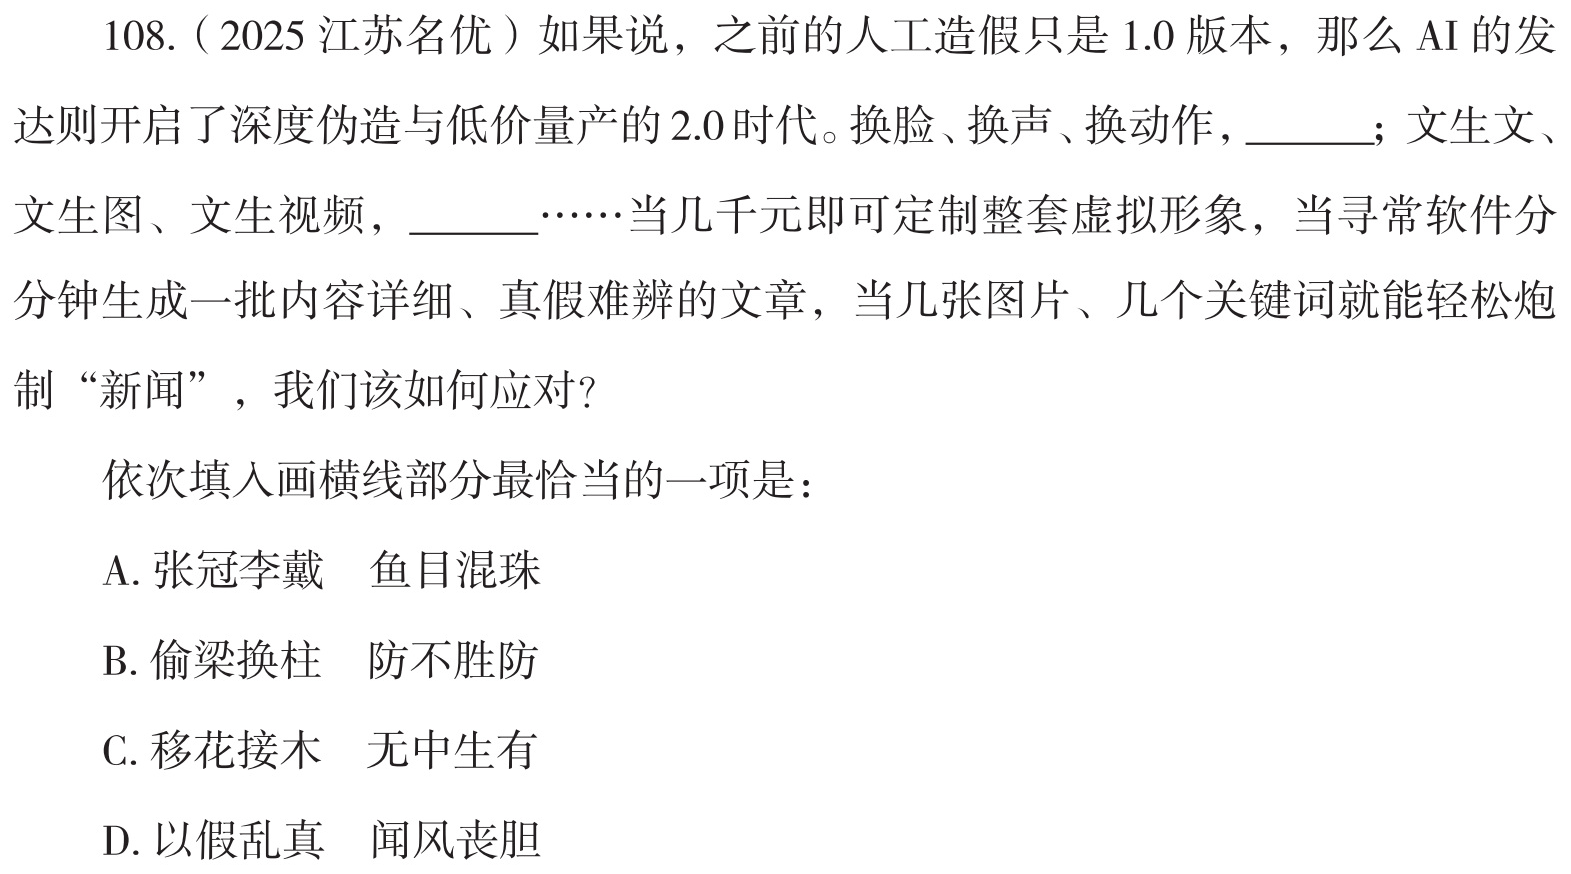 108.（2025 江苏名优）如果说，之前的人工造假只是 1.0 版本，那么 AI 的发
达则开启了深度伪造与低价量产的 2.0 时代。换脸、换声、换动作，______；文生文、
文生图、文生视频，______……当几千元即可定制整套虚拟形象，当寻常软件分
分钟生成一批内容详细、真假难辨的文章，当几张图片、几个关键词就能轻松炮
制“新闻”，我们该如何应对？
依次填入画横线部分最恰当的一项是：
A. 张冠李戴　鱼目混珠
B. 偷梁换柱　防不胜防
C. 移花接木　无中生有
D. 以假乱真　闻风丧胆